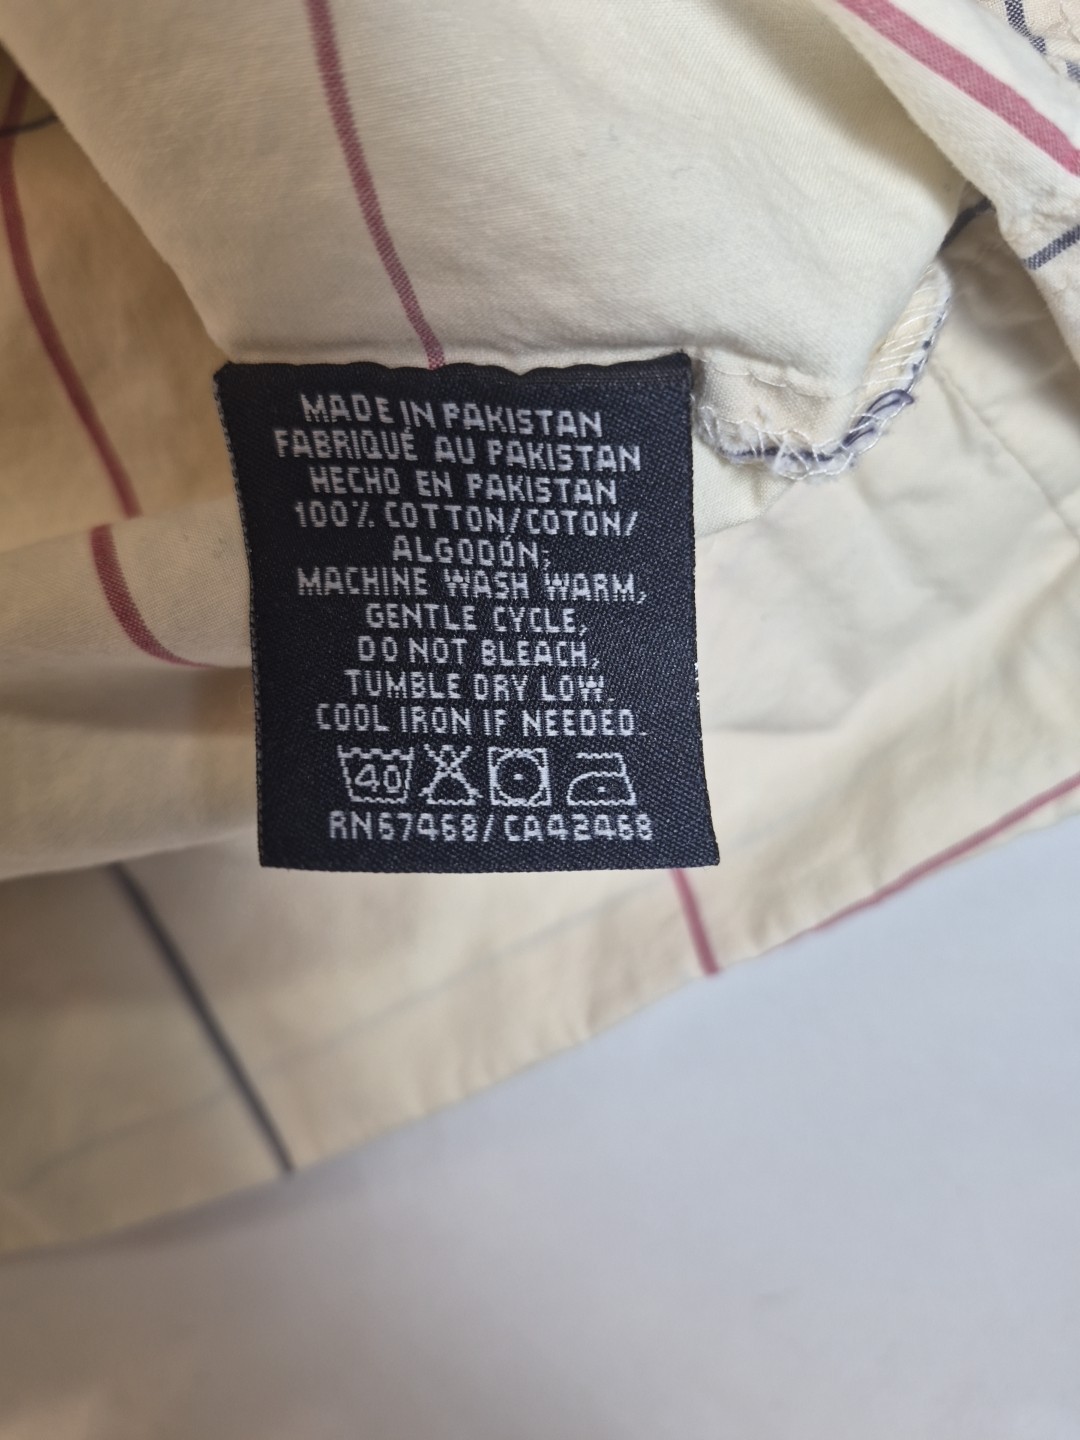 MADE IN PAKISTAN
FABRIQUÉ AU PAKISTAN
HECHO EN PAKISTAN
100% COTTON/COTON/
ALGODÓN;
MACHINE WASH WARM,
GENTLE CYCLE,
DO NOT BLEACH,
TUMBLE DRY LOW.
COOL IRON IF NEEDED.
40
RN67468/CA42468